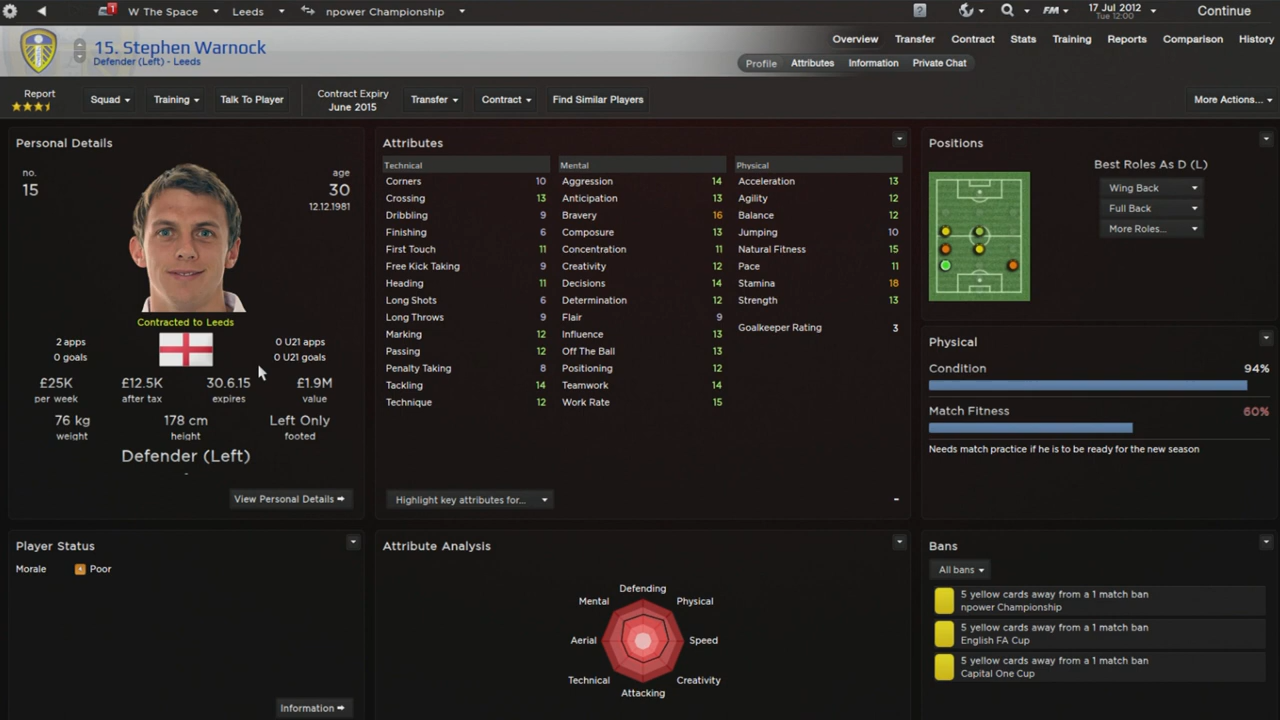 W The Space
Leeds
npower Championship
?
FM
17 Jul 2012
Tue 12:00
Continue
15. Stephen Warnock
Defender (Left) - Leeds
Overview
Transfer
Contract
Stats
Training
Reports
Comparison
History
Profile
Attributes
Information
Private Chat
Report
Squad
Training
Talk To Player
Contract Expiry
June 2015
Transfer
Contract
Find Similar Players
More Actions...
Personal Details
no.
15
age
30
12.12.1981
Contracted to Leeds
2 apps
0 goals
0 U21 apps
0 U21 goals
£25K
per week
£12.5K
after tax
30.6.15
expires
£1.9M
value
76 kg
weight
178 cm
height
Left Only
footed
Defender (Left)
-
View Personal Details
Attributes
Technical
Corners 10
Crossing 13
Dribbling 9
Finishing 6
First Touch 11
Free Kick Taking 9
Heading 11
Long Shots 6
Long Throws 9
Marking 12
Passing 12
Penalty Taking 8
Tackling 14
Technique 12
Mental
Aggression 14
Anticipation 13
Bravery 16
Composure 13
Concentration 11
Creativity 12
Decisions 14
Determination 12
Flair 9
Influence 13
Off The Ball 13
Positioning 12
Teamwork 14
Work Rate 15
Physical
Acceleration 13
Agility 12
Balance 12
Jumping 10
Natural Fitness 15
Pace 11
Stamina 18
Strength 13
Goalkeeper Rating 3
Highlight key attributes for...
-
Positions
Best Roles As D (L)
Wing Back
Full Back
More Roles...
Physical
Condition 94%
Match Fitness 60%
Needs match practice if he is to be ready for the new season
Player Status
Morale Poor
Information
Attribute Analysis
Defending
Mental
Physical
Aerial
Speed
Technical
Creativity
Attacking
Bans
All bans
5 yellow cards away from a 1 match ban
npower Championship
5 yellow cards away from a 1 match ban
English FA Cup
5 yellow cards away from a 1 match ban
Capital One Cup